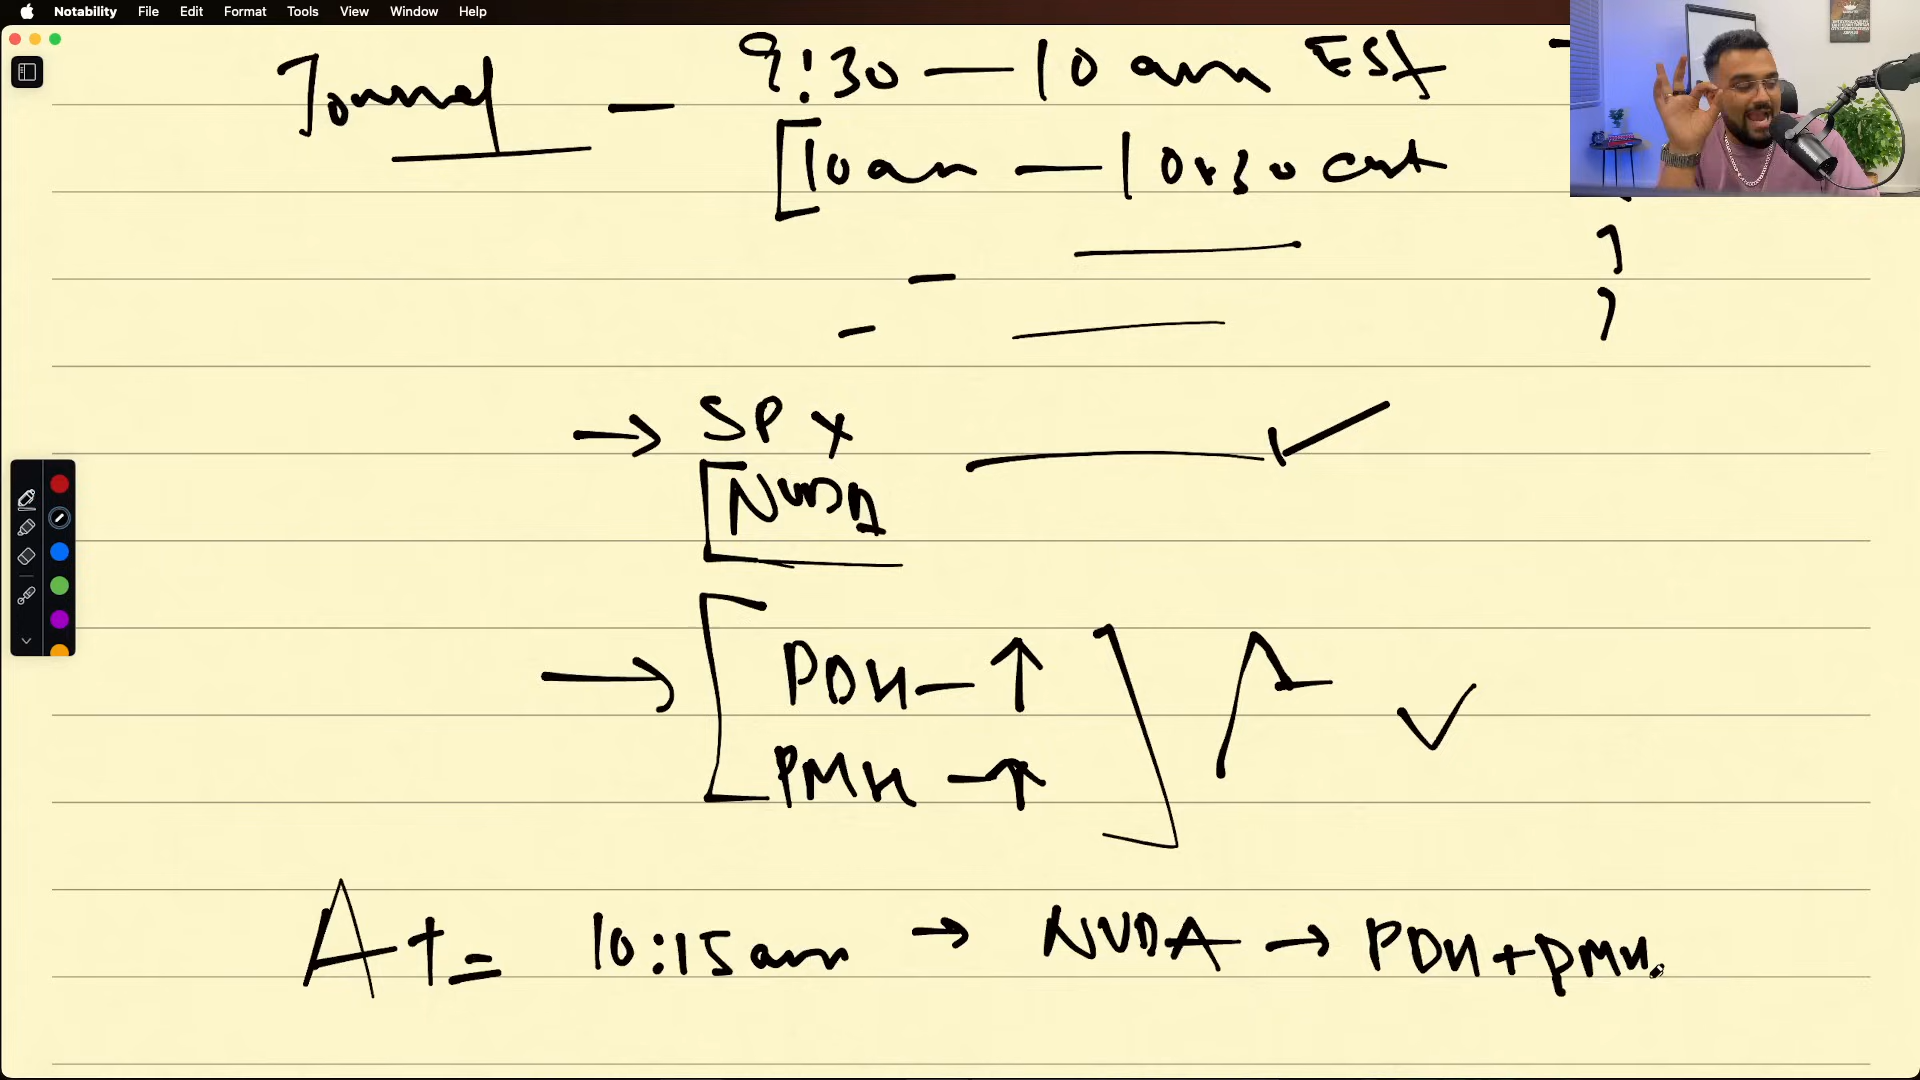 Notability File Edit Format Tools View Window Help
Journal — 9:30 — 10 am EST
10 am — 10:30 am
SPX
NVDA
PDH — ↑
PMH — ↑
A+ = 10:15 am → NVDA → PDH + PMH